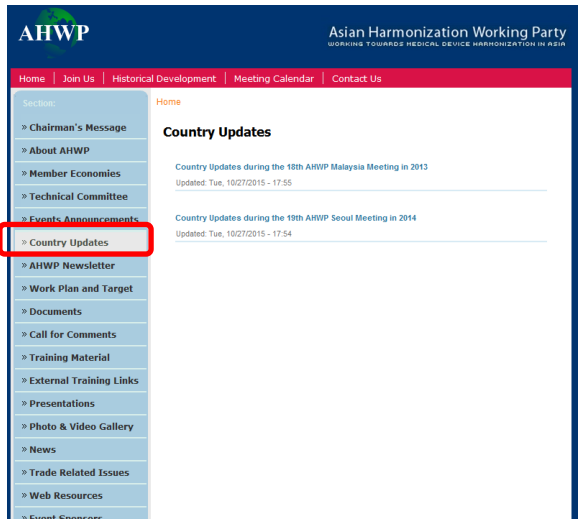 AHWP
Asian Harmonization Working Party
WORKING TOWARDS MEDICAL DEVICE HARMONIZATION IN ASIA
Home | Join Us | Historical Development | Meeting Calendar | Contact Us
Section:
» Chairman's Message
» About AHWP
» Member Economies
» Technical Committee
» Events Announcements
» Country Updates
» AHWP Newsletter
» Work Plan and Target
» Documents
» Call for Comments
» Training Material
» External Training Links
» Presentations
» Photo & Video Gallery
» News
» Trade Related Issues
» Web Resources
» Event Sponsors
Home
Country Updates
Country Updates during the 18th AHWP Malaysia Meeting in 2013
Updated: Tue, 10/27/2015 - 17:55
Country Updates during the 19th AHWP Seoul Meeting in 2014
Updated: Tue, 10/27/2015 - 17:54